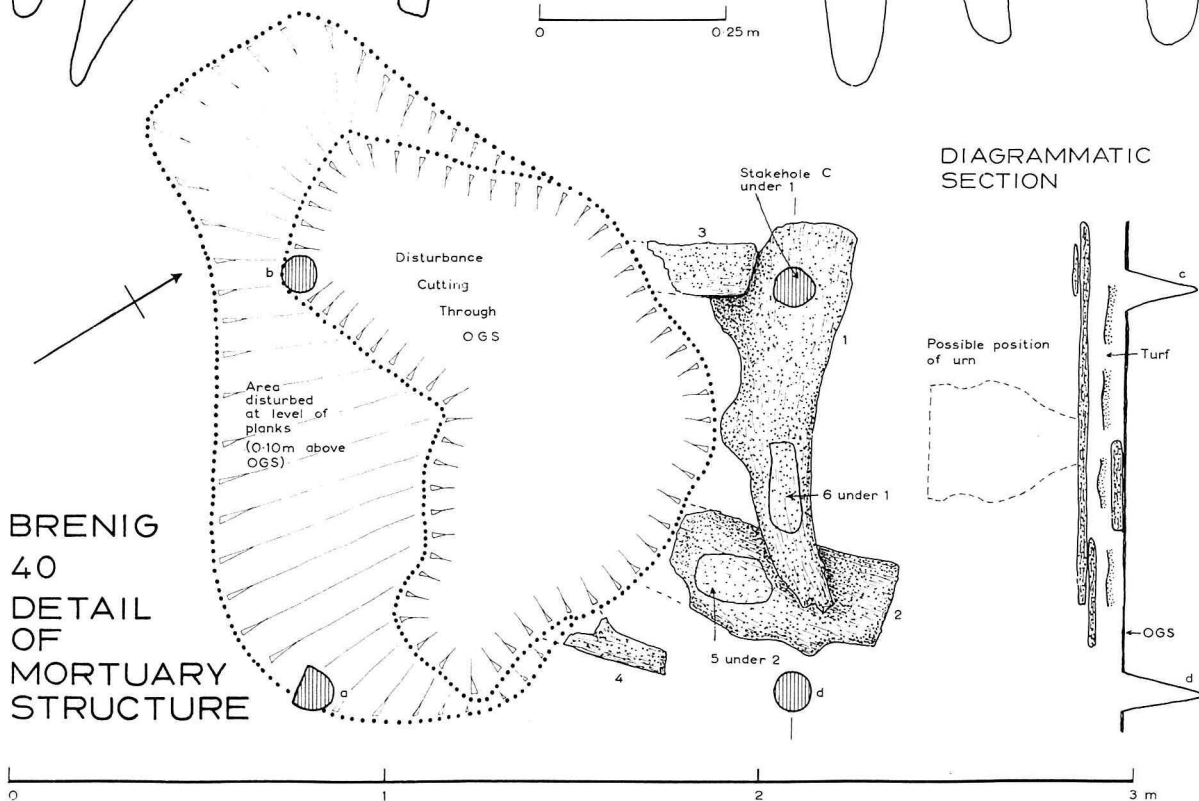 0 0·25 m
DIAGRAMMATIC
SECTION
Stakehole C
under 1
3
c
b
Disturbance
Cutting
Through
OGS
1
Turf
Possible position
of urn
Area
disturbed
at level of
planks
(0·10m above
OGS)
6 under 1
BRENIG
40
DETAIL
OF
MORTUARY
STRUCTURE
2
OGS
5 under 2
4
a
d
d
0 1 2 3 m